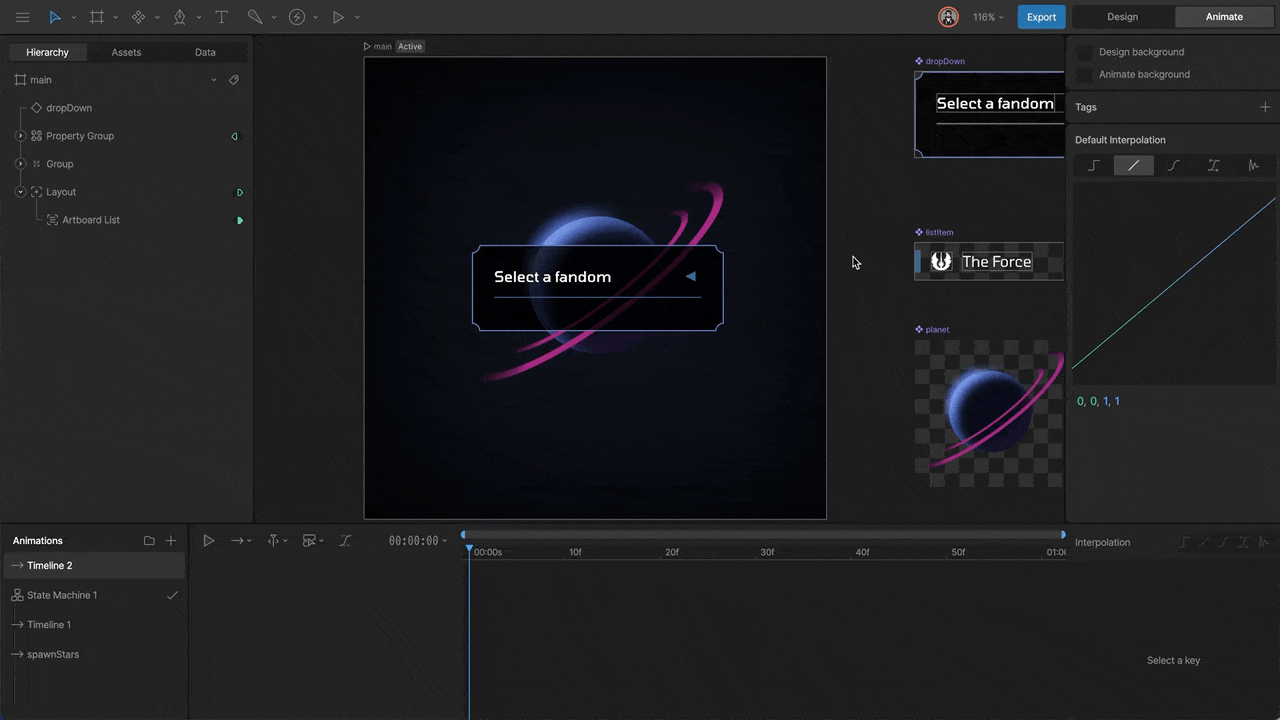 116%
Export
Design
Animate
Hierarchy
Assets
Data
main
dropDown
Property Group
Group
Layout
Artboard List
main
Active
Select a fandom
dropDown
Select a fandom
listItem
The Force
planet
Design background
Animate background
Tags
Default Interpolation
0, 0, 1, 1
Animations
Timeline 2
State Machine 1
Timeline 1
spawnStars
00:00:00
00:00s
10f
20f
30f
40f
50f
01:0
Interpolation
Select a key